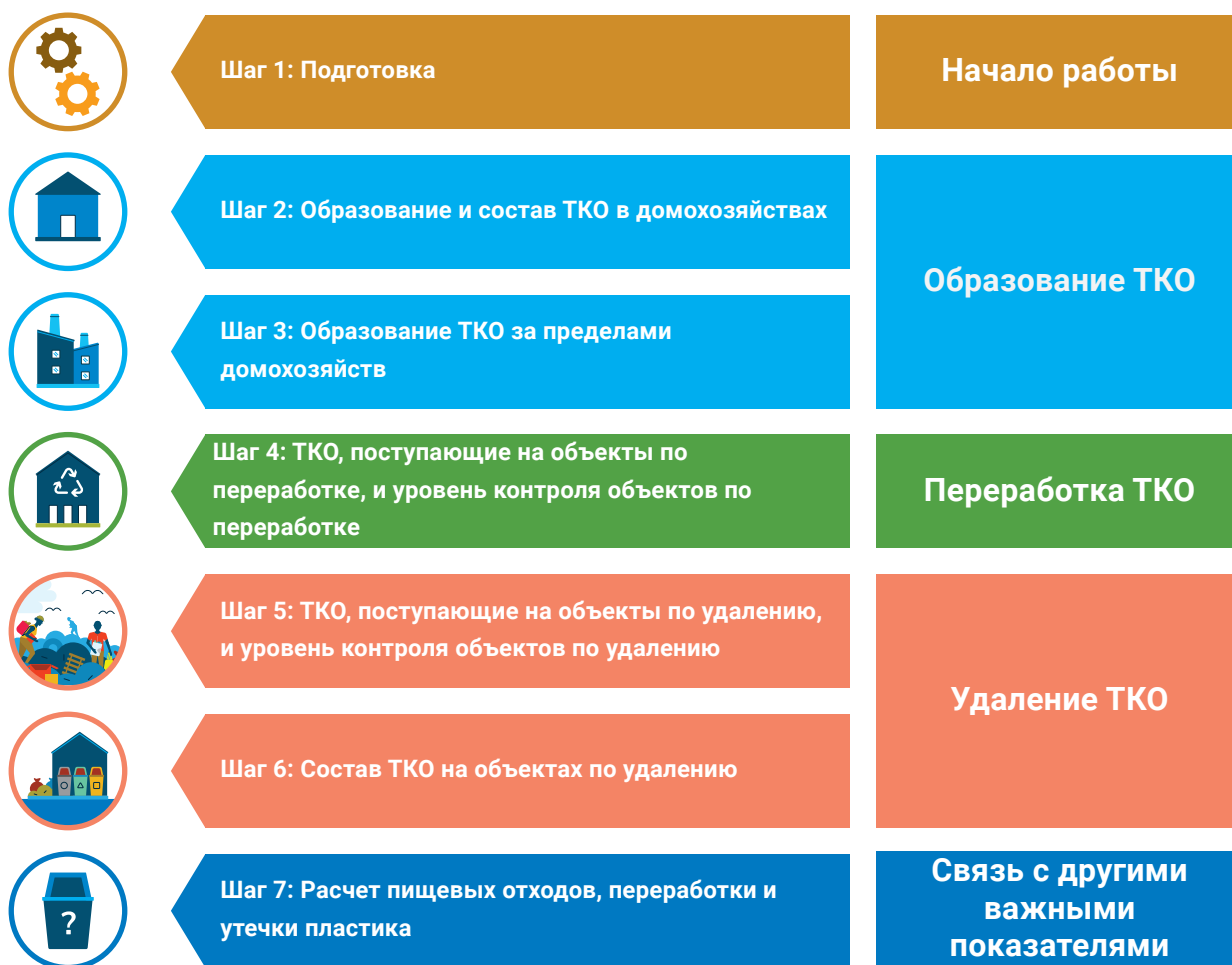 Шаг 1: Подготовка
Начало работы
Шаг 2: Образование и состав ТКО в домохозяйствах
Образование ТКО
Шаг 3: Образование ТКО за пределами
домохозяйств
Шаг 4: ТКО, поступающие на объекты по
переработке, и уровень контроля объектов по
переработке
Переработка ТКО
Шаг 5: ТКО, поступающие на объекты по удалению,
и уровень контроля объектов по удалению
Удаление ТКО
Шаг 6: Состав ТКО на объектах по удалению
Шаг 7: Расчет пищевых отходов, переработки и
утечки пластика
Связь с другими
важными
показателями
?